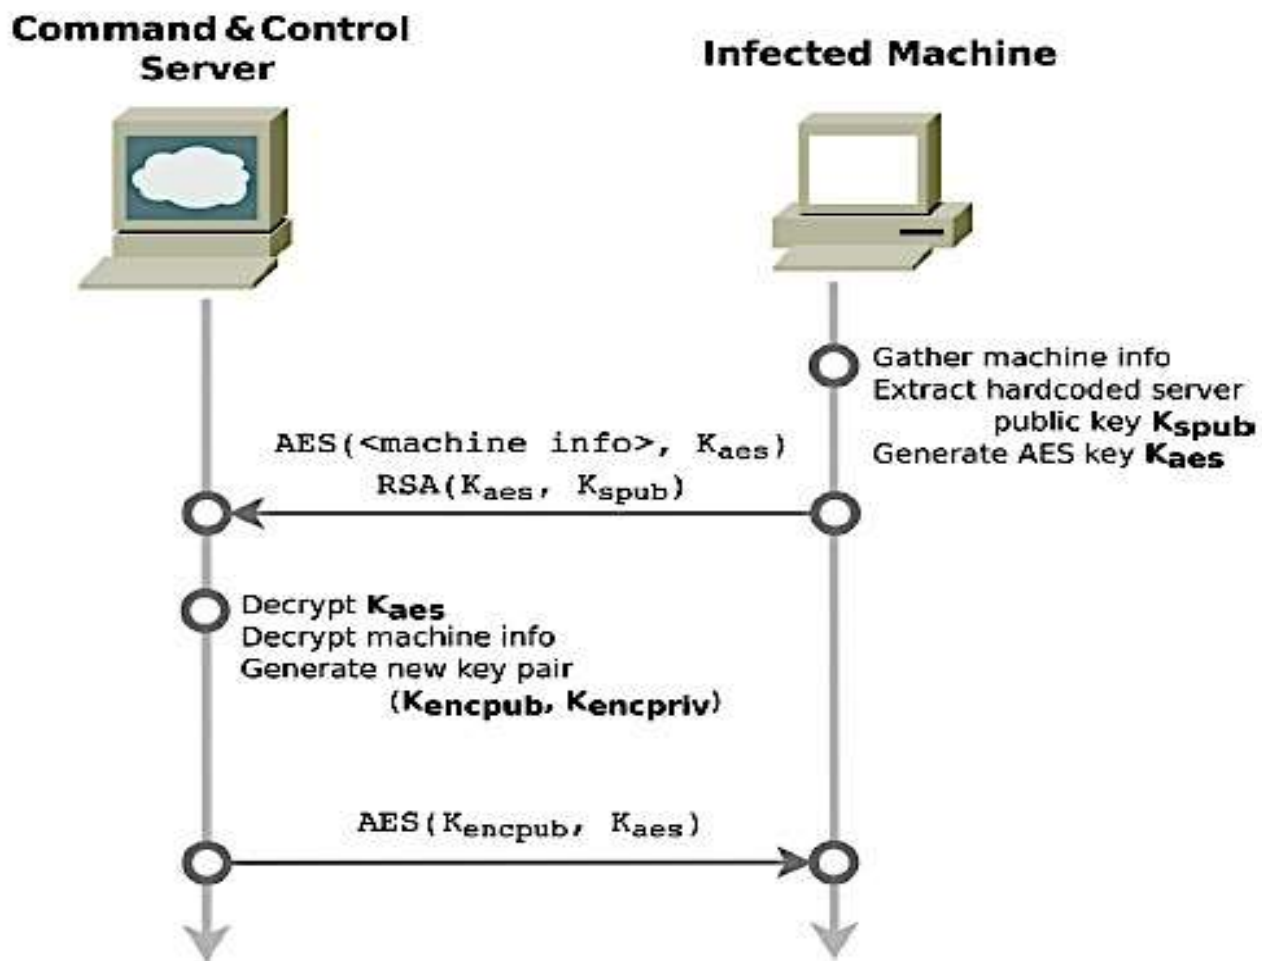 Command & Control
Server
Infected Machine
Gather machine info
Extract hardcoded server
public key Kspub
Generate AES key Kaes
AES(<machine info>, Kaes)
RSA(Kaes, Kspub)
Decrypt Kaes
Decrypt machine info
Generate new key pair
(Kencpub, Kencpriv)
AES(Kencpub, Kaes)